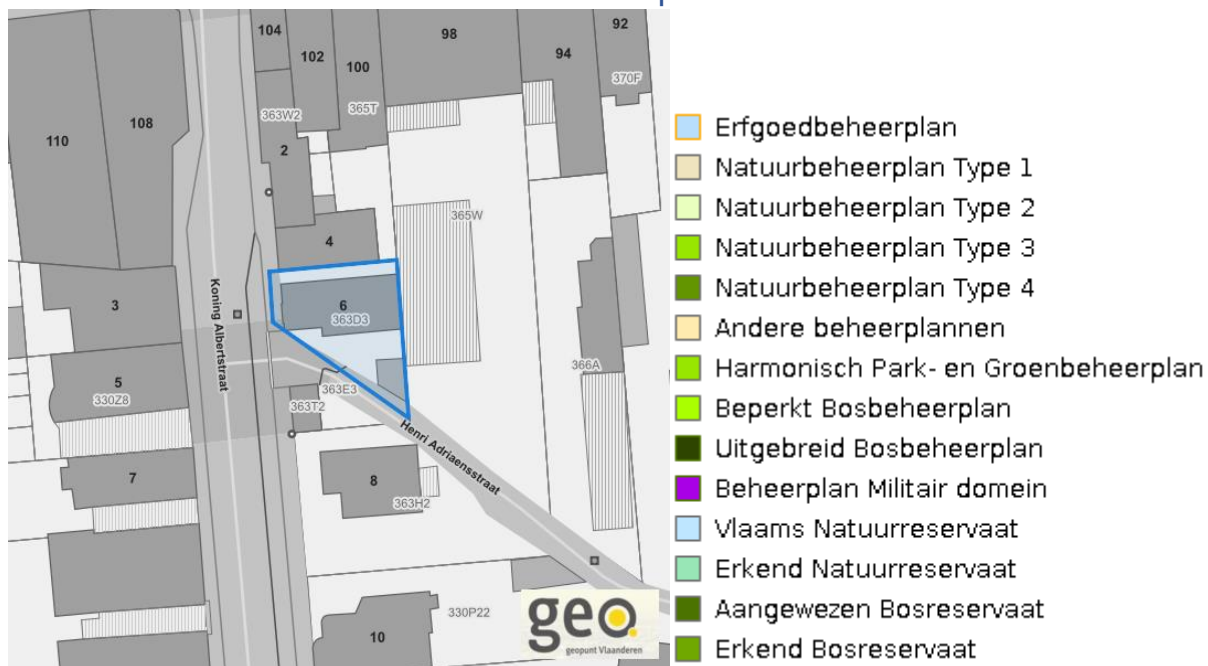 104
102
100
98
94
92
370F
110
108
363W2
365T
2
365W
4
Koning Albertstraat
3
6
363D3
5
330Z8
366A
363E3
363T2
Henri Adriaensstraat
7
8
363H2
330P22
10
geo.
geopunt Vlaanderen
Erfgoedbeheerplan
Natuurbeheerplan Type 1
Natuurbeheerplan Type 2
Natuurbeheerplan Type 3
Natuurbeheerplan Type 4
Andere beheerplannen
Harmonisch Park- en Groenbeheerplan
Beperkt Bosbeheerplan
Uitgebreid Bosbeheerplan
Beheerplan Militair domein
Vlaams Natuurreservaat
Erkend Natuurreservaat
Aangewezen Bosreservaat
Erkend Bosreservaat